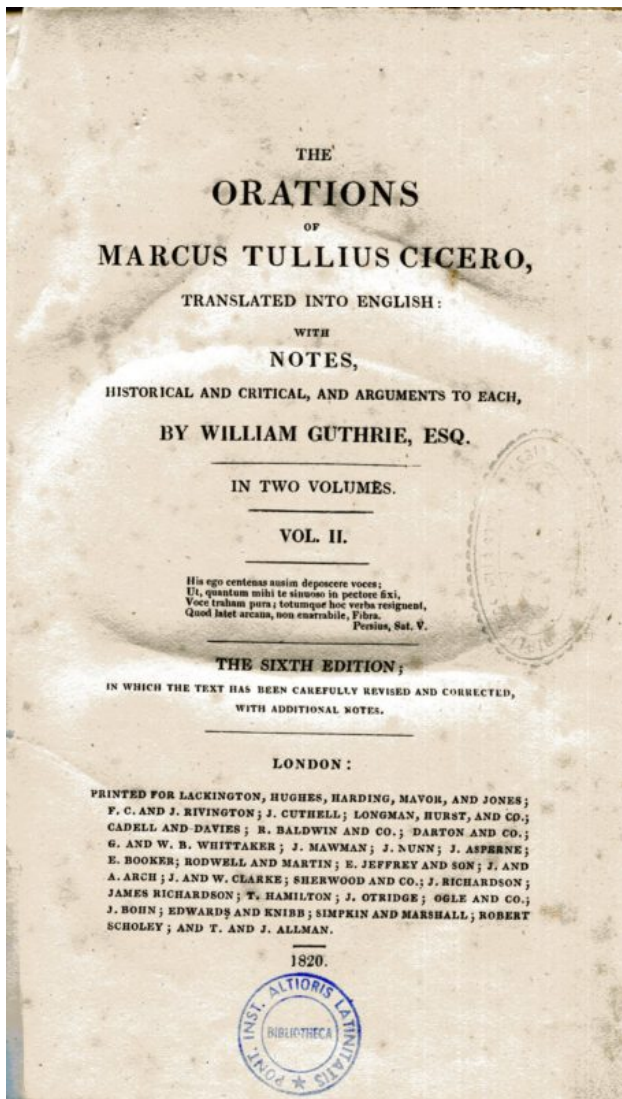 THE
ORATIONS
OF
MARCUS TULLIUS CICERO,
TRANSLATED INTO ENGLISH:
WITH
NOTES,
HISTORICAL AND CRITICAL, AND ARGUMENTS TO EACH,
BY WILLIAM GUTHRIE, ESQ.
IN TWO VOLUMES.
VOL. II.
His ego centenas ausim deposcere voces;
Ut, quantum mihi te sinuoso in pectore fixi,
Voce traham pura; totumque hoc verba resignent,
Quod latet arcana, non enarrabile, Fibra.
Persius, Sat. V.
THE SIXTH EDITION;
IN WHICH THE TEXT HAS BEEN CAREFULLY REVISED AND CORRECTED,
WITH ADDITIONAL NOTES.
LONDON:
PRINTED FOR LACKINGTON, HUGHES, HARDING, MAVOR, AND JONES;
F. C. AND J. RIVINGTON; J. CUTHELL; LONGMAN, HURST, AND CO.;
CADELL AND DAVIES; R. BALDWIN AND CO.; DARTON AND CO.;
G. AND W. B. WHITTAKER; J. MAWMAN; J. NUNN; J. ASPERNE;
E. BOOKER; RODWELL AND MARTIN; E. JEFFREY AND SON; J. AND
A. ARCH; J. AND W. CLARKE; SHERWOOD AND CO.; J. RICHARDSON;
JAMES RICHARDSON; T. HAMILTON; J. OTRIDGE; OGLE AND CO.;
J. BOHN; EDWARDS AND KNIBB; SIMPKIN AND MARSHALL; ROBERT
SCHOLEY; AND T. AND J. ALLMAN.
1820.
PONT. INST. ALTIORIS LATINITATIS
BIBLIOTHECA